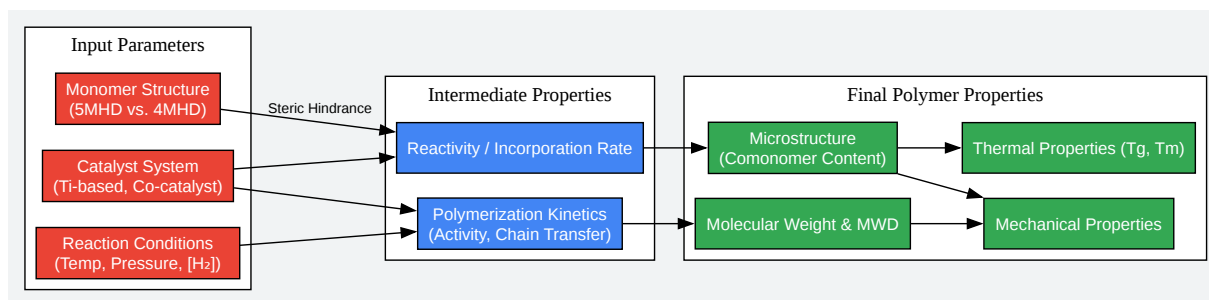 Input Parameters
Monomer Structure
(5MHD vs. 4MHD)
Catalyst System
(Ti-based, Co-catalyst)
Reaction Conditions
(Temp, Pressure, [H₂])
Steric Hindrance
Intermediate Properties
Reactivity / Incorporation Rate
Polymerization Kinetics
(Activity, Chain Transfer)
Final Polymer Properties
Microstructure
(Comonomer Content)
Thermal Properties (Tg, Tm)
Molecular Weight & MWD
Mechanical Properties